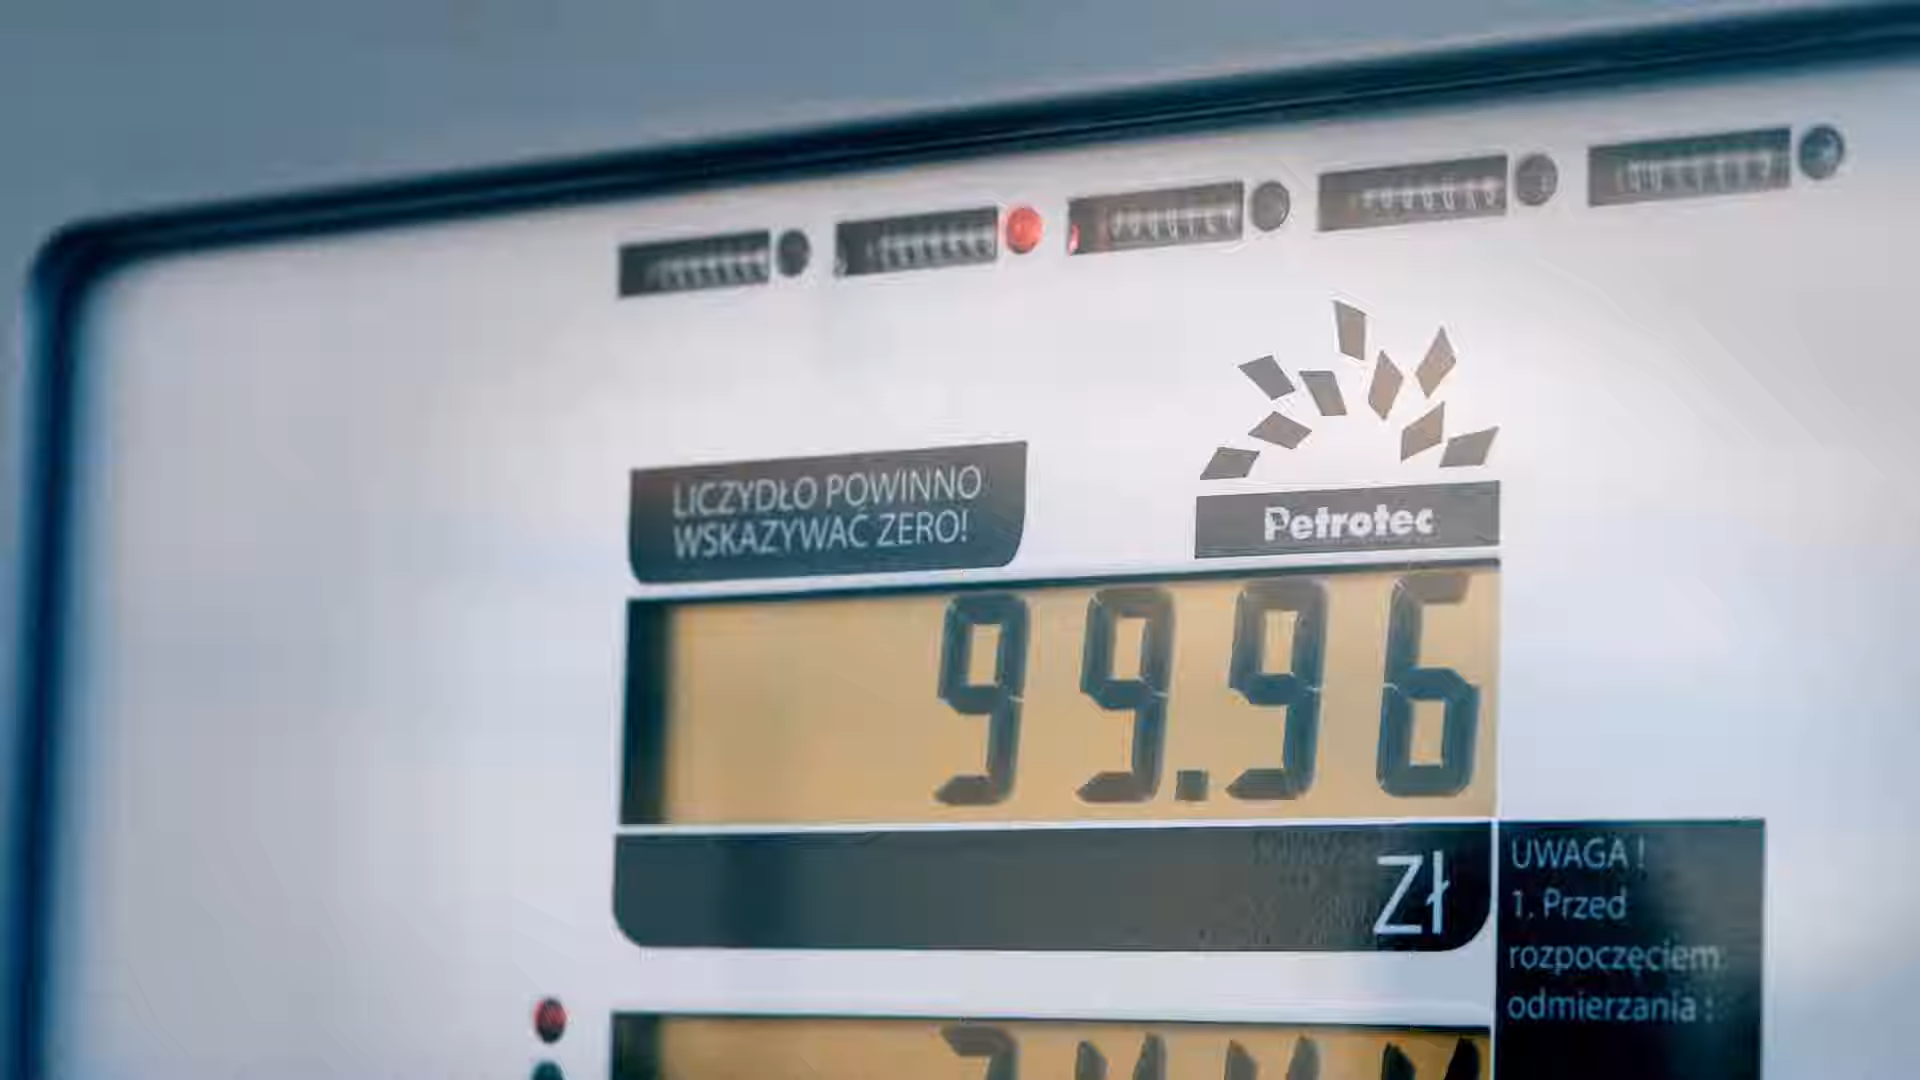 LICZYDŁO POWINNO
WSKAZYWAĆ ZERO!
Petrotec
99.96
Zł
UWAGA !
1. Przed
rozpoczęciem
odmierzania :